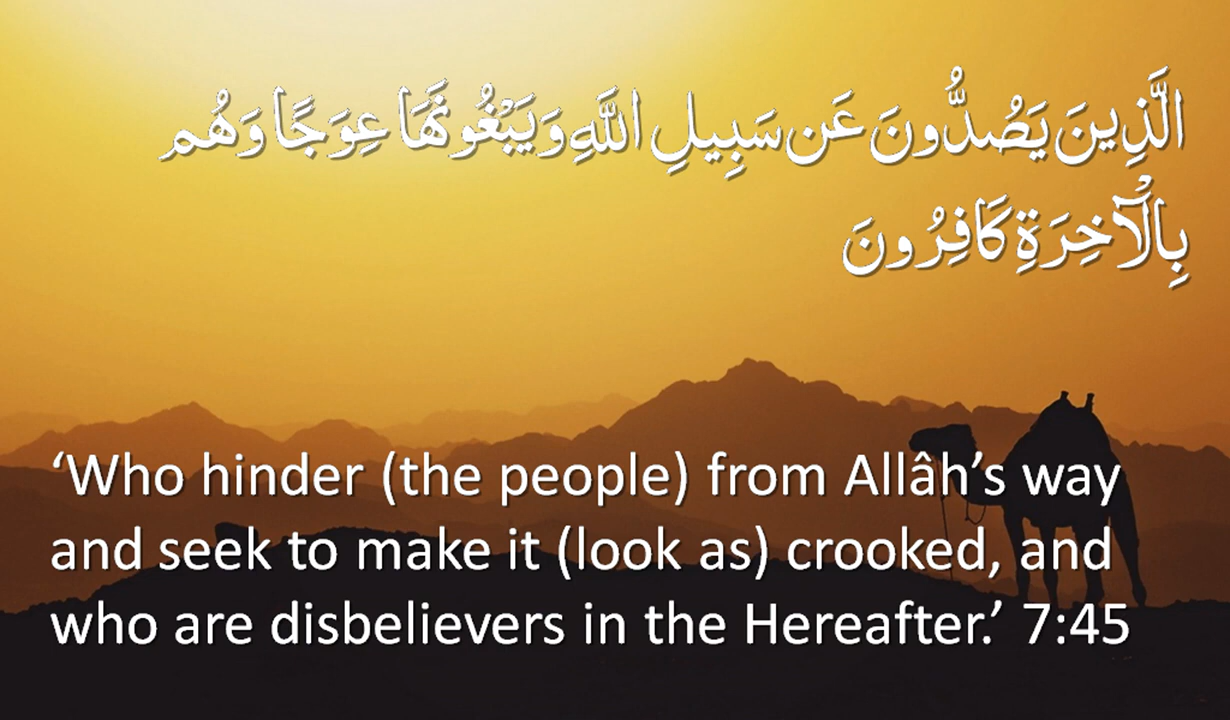 الَّذِينَ يَصُدُّونَ عَن سَبِيلِ اللَّهِ وَيَبْغُونَهَا عِوَجًا وَهُم
بِالْآخِرَةِ كَافِرُونَ
‘Who hinder (the people) from Allâh’s way
and seek to make it (look as) crooked, and
who are disbelievers in the Hereafter.’ 7:45